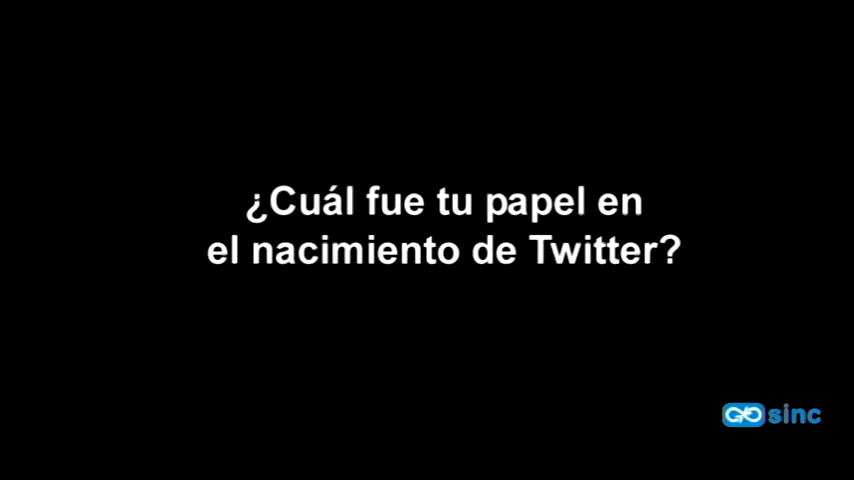 ¿Cuál fue tu papel en
el nacimiento de Twitter?
sinc